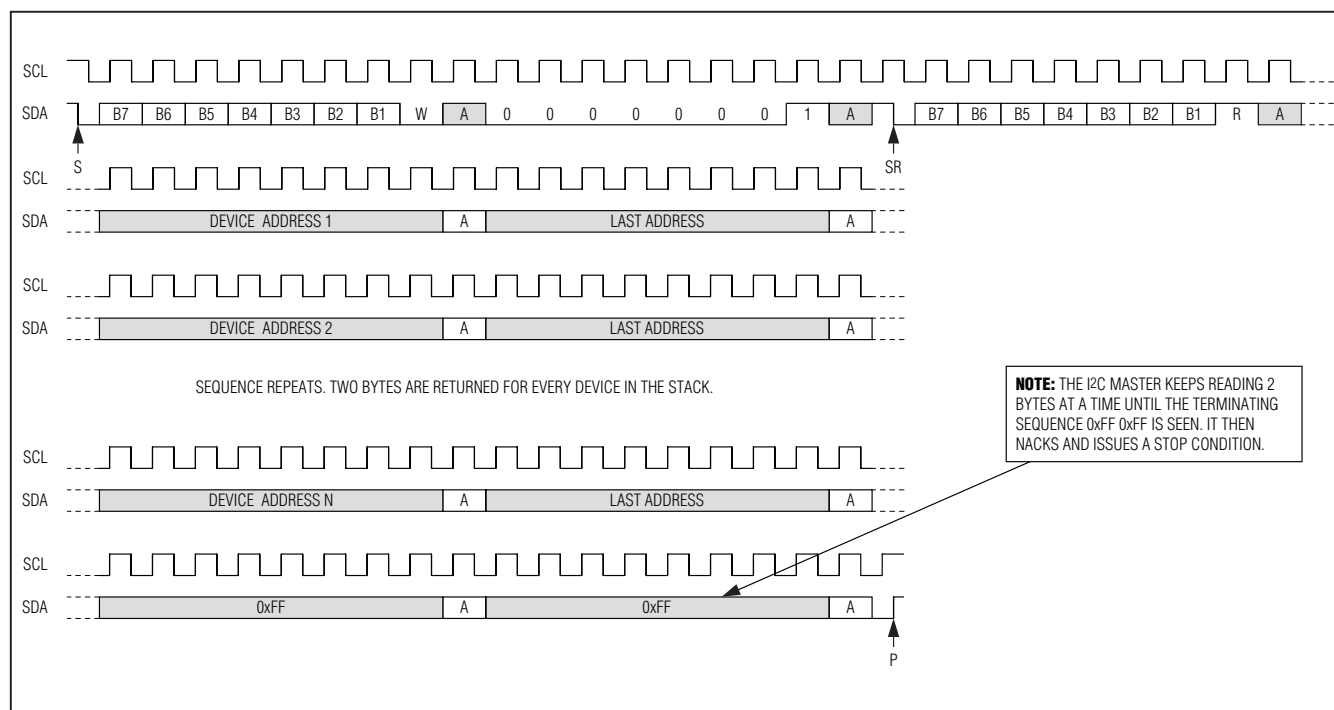 SCL
SDA B7 B6 B5 B4 B3 B2 B1 W A 0 0 0 0 0 0 0 1 A B7 B6 B5 B4 B3 B2 B1 R A
S SR
SCL
SDA DEVICE ADDRESS 1 A LAST ADDRESS A
SCL
SDA DEVICE ADDRESS 2 A LAST ADDRESS A
SEQUENCE REPEATS. TWO BYTES ARE RETURNED FOR EVERY DEVICE IN THE STACK.
NOTE: THE I²C MASTER KEEPS READING 2
BYTES AT A TIME UNTIL THE TERMINATING
SEQUENCE 0xFF 0xFF IS SEEN. IT THEN
NACKS AND ISSUES A STOP CONDITION.
SCL
SDA DEVICE ADDRESS N A LAST ADDRESS A
SCL
SDA 0xFF A 0xFF A
P